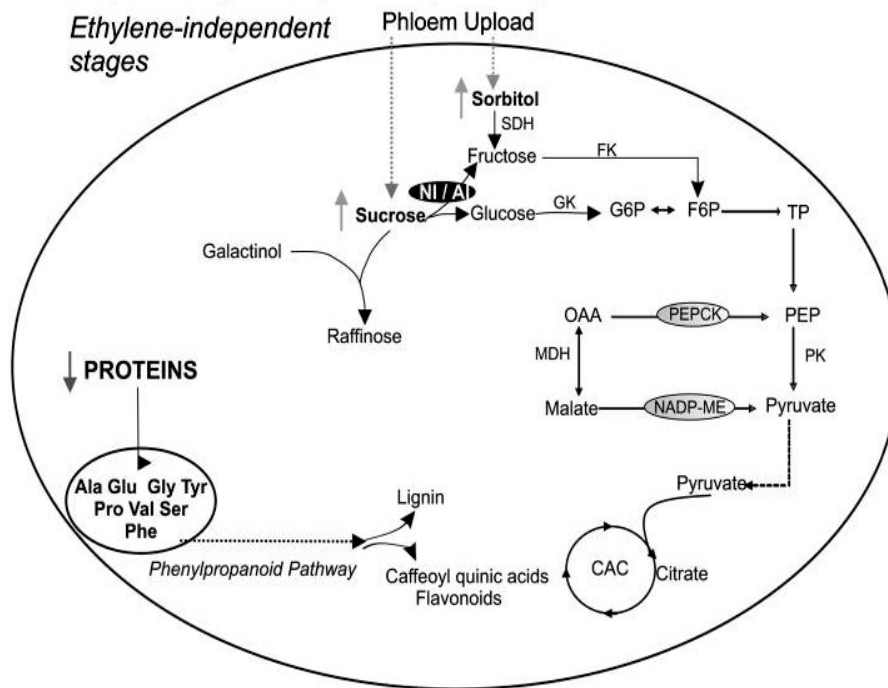 Ethylene-independent
stages
Phloem Upload
Sorbitol
SDH
Fructose
FK
NI / AI
Sucrose
Glucose
GK
G6P
F6P
TP
Galactinol
Raffinose
OAA
PEPCK
PEP
MDH
PK
Malate
NADP-ME
Pyruvate
PROTEINS
Ala Glu Gly Tyr
Pro Val Ser
Phe
Phenylpropanoid Pathway
Lignin
Caffeoyl quinic acids
Flavonoids
Pyruvate
CAC
Citrate